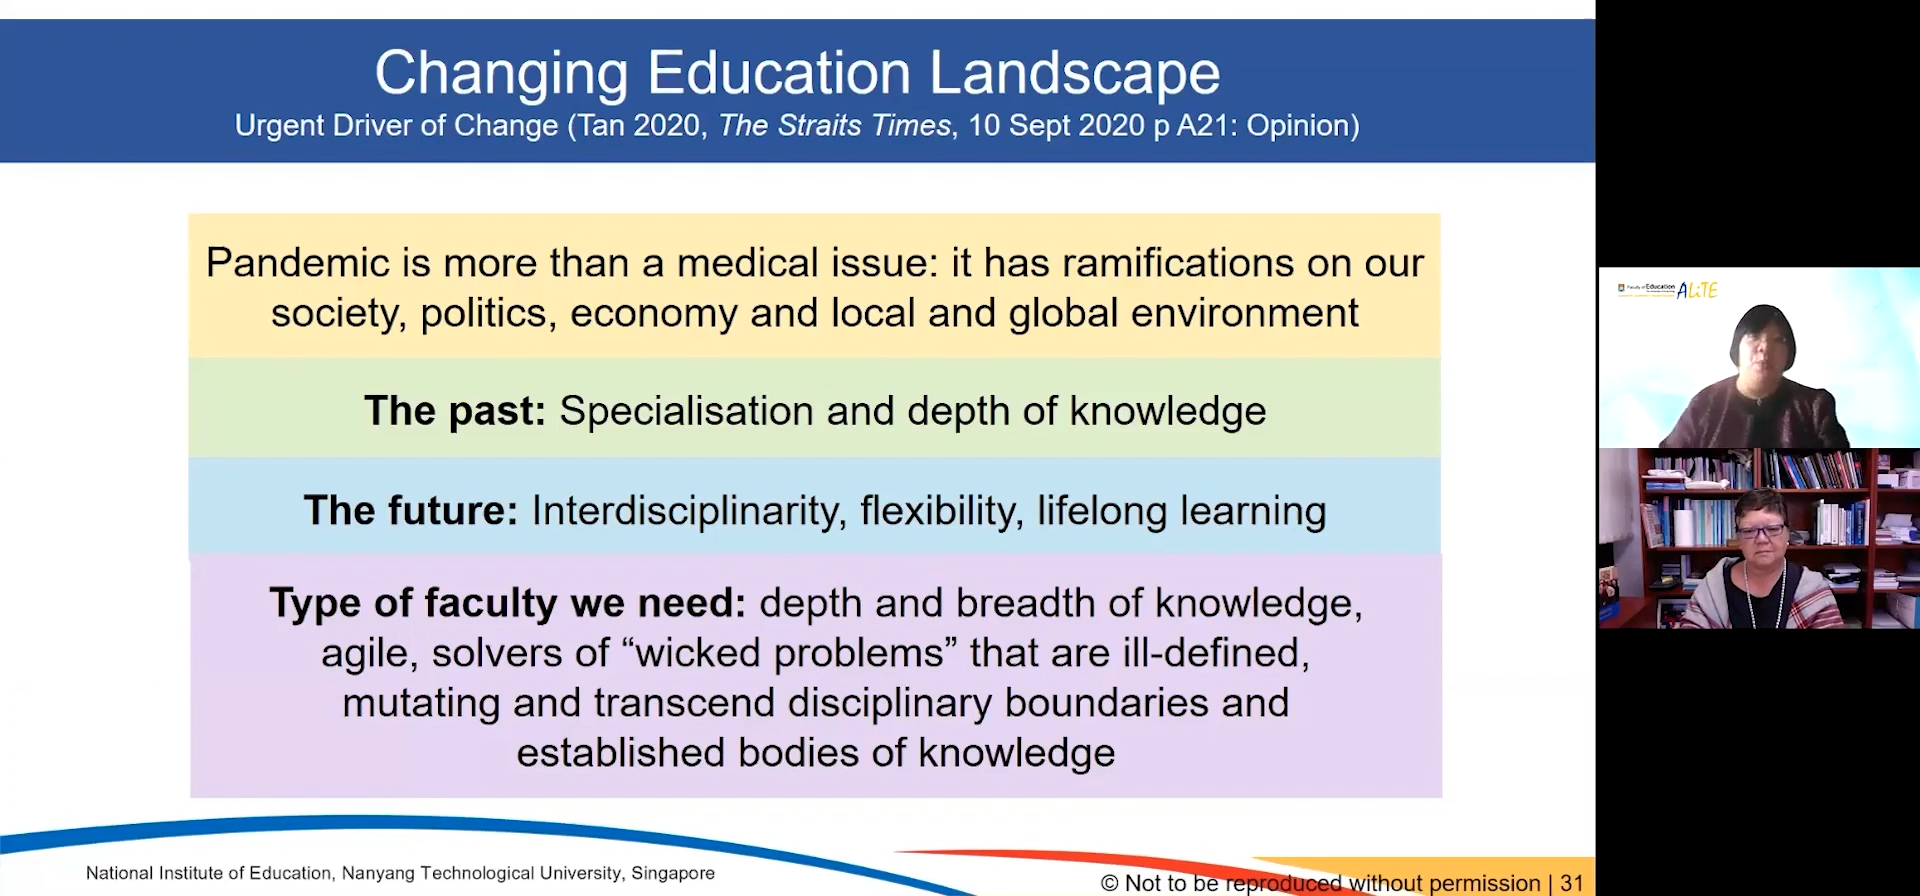 Changing Education Landscape
Urgent Driver of Change (Tan 2020, The Straits Times, 10 Sept 2020 p A21: Opinion)
Pandemic is more than a medical issue: it has ramifications on our
society, politics, economy and local and global environment
The past: Specialisation and depth of knowledge
The future: Interdisciplinarity, flexibility, lifelong learning
Type of faculty we need: depth and breadth of knowledge,
agile, solvers of “wicked problems” that are ill-defined,
mutating and transcend disciplinary boundaries and
established bodies of knowledge
National Institute of Education, Nanyang Technological University, Singapore
© Not to be reproduced without permission | 31
Faculty of Education
ALiTE